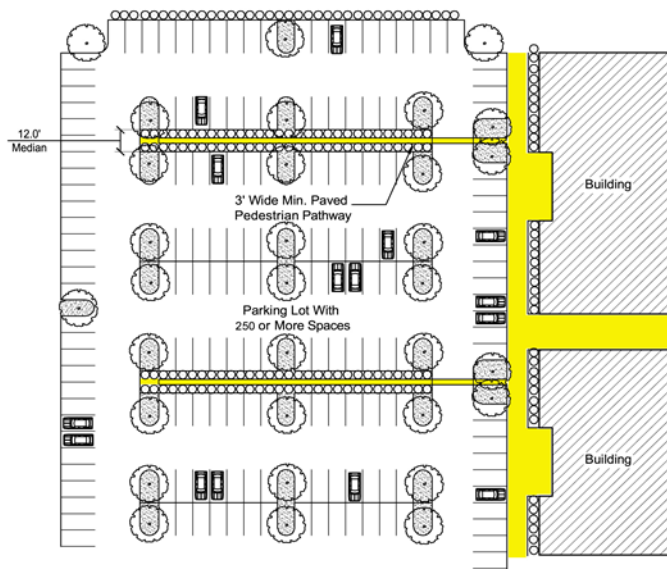 12.0'
Median
Building
3' Wide Min. Paved
Pedestrian Pathway
Parking Lot With
250 or More Spaces
Building